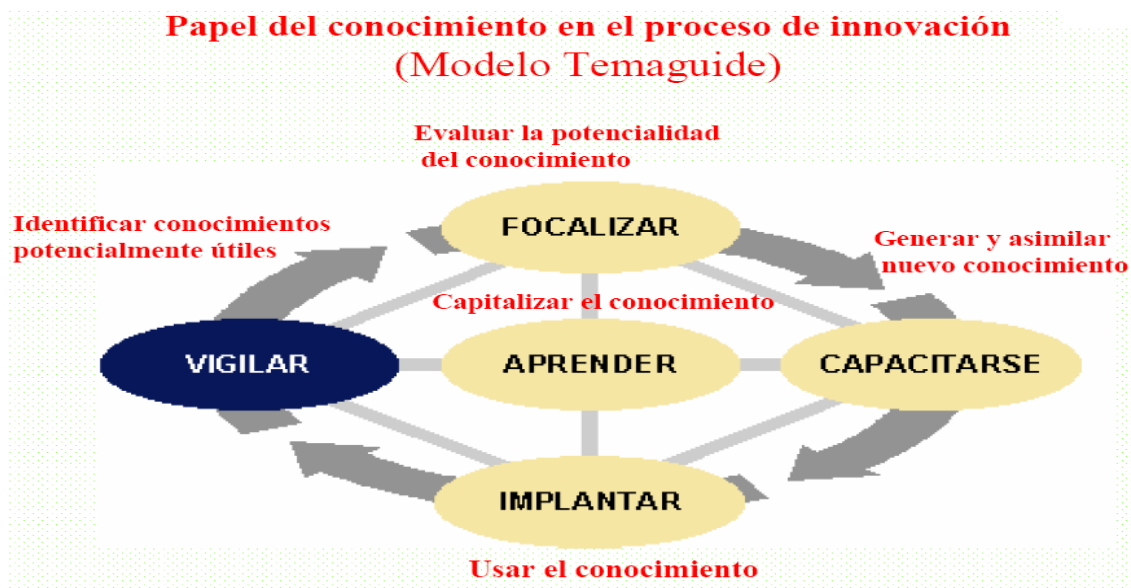 Papel del conocimiento en el proceso de innovación
(Modelo Temaguide)
Evaluar la potencialidad
del conocimiento
FOCALIZAR
Identificar conocimientos
potencialmente útiles
Generar y asimilar
nuevo conocimiento
Capitalizar el conocimiento
VIGILAR
APRENDER
CAPACITARSE
IMPLANTAR
Usar el conocimiento